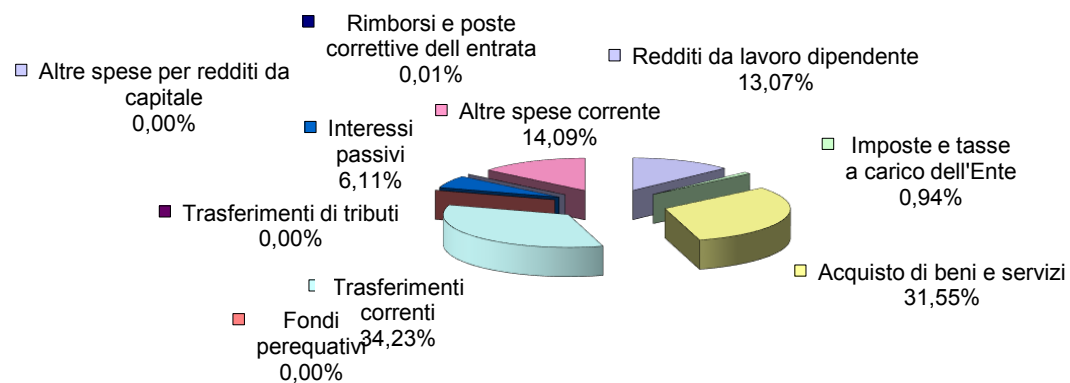 Rimborsi e poste
correttive dell entrata
0,01%
Redditi da lavoro dipendente
13,07%
Altre spese per redditi da
capitale
0,00%
Altre spese corrente
14,09%
Interessi
passivi
6,11%
Imposte e tasse
a carico dell'Ente
0,94%
Trasferimenti di tributi
0,00%
Acquisto di beni e servizi
31,55%
Trasferimenti
correnti
34,23%
Fondi
perequativi
0,00%